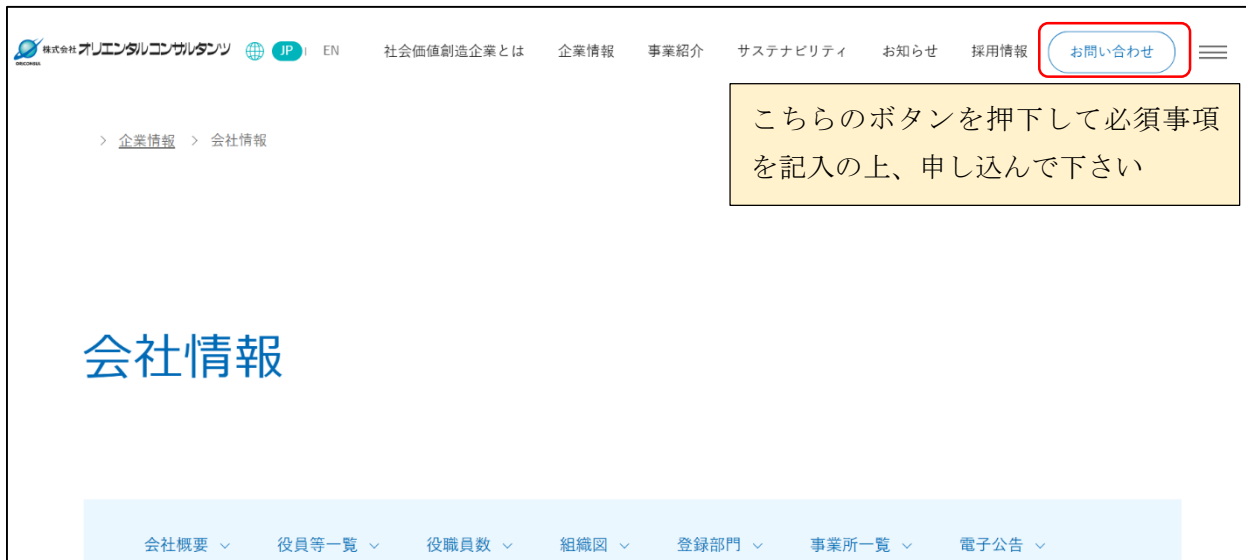 株式会社オリエンタルコンサルタンツ JP EN 社会価値創造企業とは 企業情報 事業紹介 サステナビリティ お知らせ 採用情報 お問い合わせ
ORICONSUL
こちらのボタンを押下して必須事項
を記入の上、申し込んで下さい
> 企業情報 > 会社情報
会社情報
会社概要 役員等一覧 役職員数 組織図 登録部門 事業所一覧 電子公告